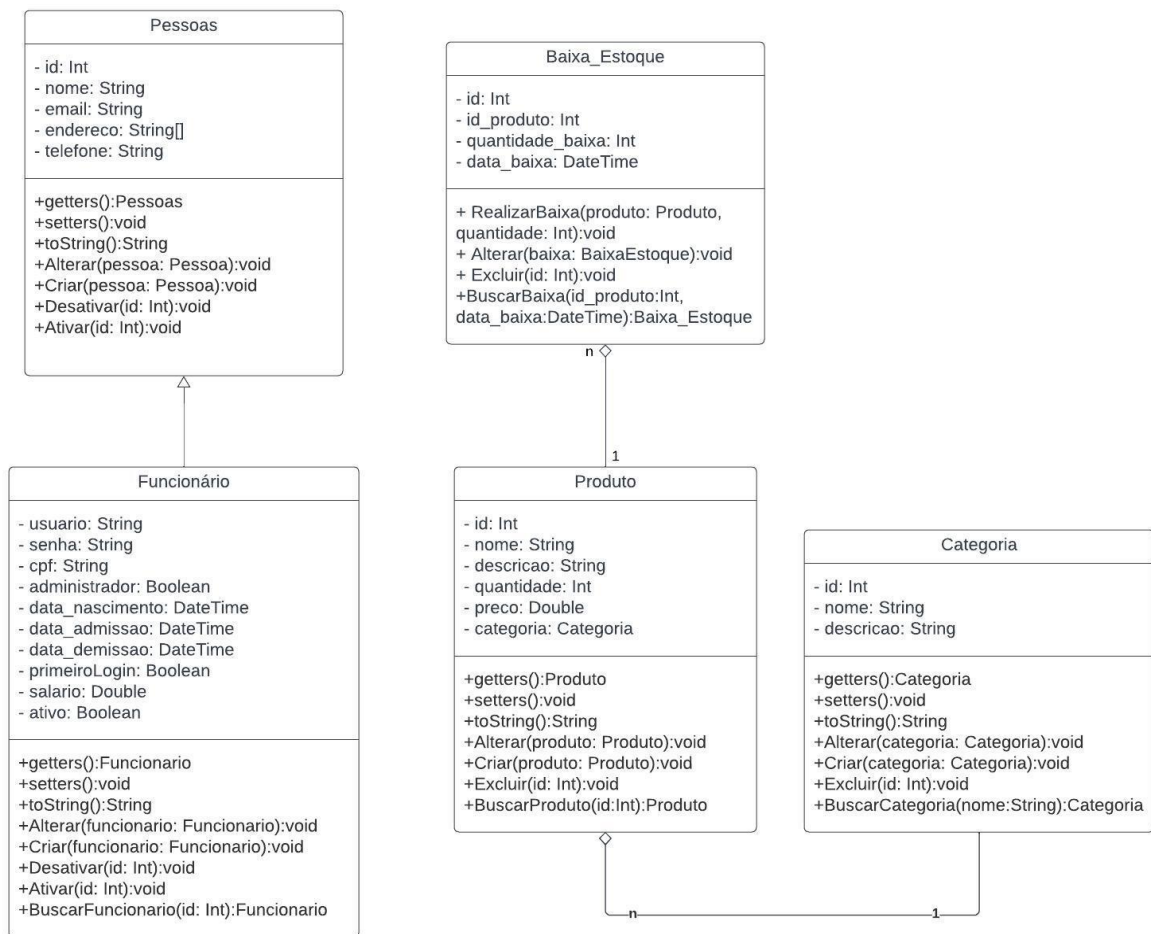 Pessoas
- id: Int
- nome: String
- email: String
- endereco: String[]
- telefone: String
+getters():Pessoas
+setters():void
+toString():String
+Alterar(pessoa: Pessoa):void
+Criar(pessoa: Pessoa):void
+Desativar(id: Int):void
+Ativar(id: Int):void
Baixa_Estoque
- id: Int
- id_produto: Int
- quantidade_baixa: Int
- data_baixa: DateTime
+ RealizarBaixa(produto: Produto,
quantidade: Int):void
+ Alterar(baixa: BaixaEstoque):void
+ Excluir(id: Int):void
+BuscarBaixa(id_produto:Int,
data_baixa:DateTime):Baixa_Estoque
n
1
Funcionário
- usuario: String
- senha: String
- cpf: String
- administrador: Boolean
- data_nascimento: DateTime
- data_admissao: DateTime
- data_demissao: DateTime
- primeiroLogin: Boolean
- salario: Double
- ativo: Boolean
+getters():Funcionario
+setters():void
+toString():String
+Alterar(funcionario: Funcionario):void
+Criar(funcionario: Funcionario):void
+Desativar(id: Int):void
+Ativar(id: Int):void
+BuscarFuncionario(id: Int):Funcionario
Produto
- id: Int
- nome: String
- descricao: String
- quantidade: Int
- preco: Double
- categoria: Categoria
+getters():Produto
+setters():void
+toString():String
+Alterar(produto: Produto):void
+Criar(produto: Produto):void
+Excluir(id: Int):void
+BuscarProduto(id:Int):Produto
Categoria
- id: Int
- nome: String
- descricao: String
+getters():Categoria
+setters():void
+toString():String
+Alterar(categoria: Categoria):void
+Criar(categoria: Categoria):void
+Excluir(id: Int):void
+BuscarCategoria(nome:String):Categoria
n
1